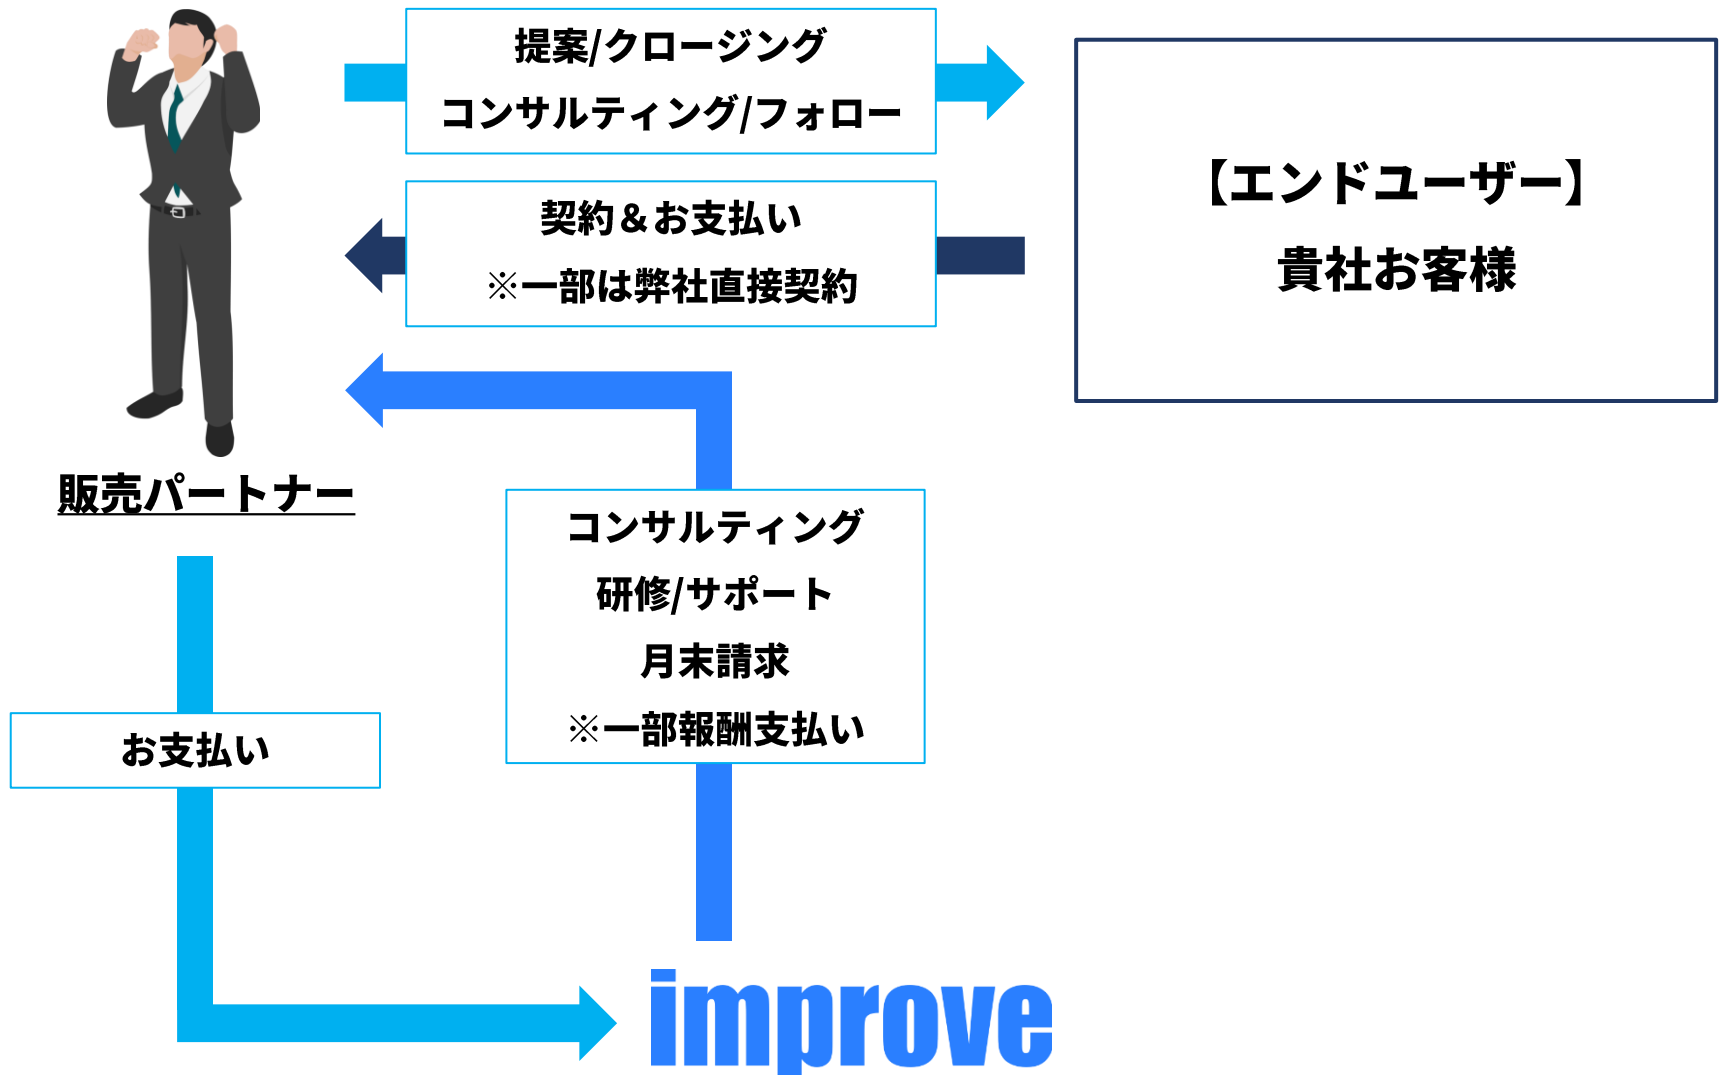 提案/クロージング
コンサルティング/フォロー
契約＆お支払い
※一部は弊社直接契約
【エンドユーザー】
貴社お客様
販売パートナー
コンサルティング
研修/サポート
月末請求
※一部報酬支払い
お支払い
improve